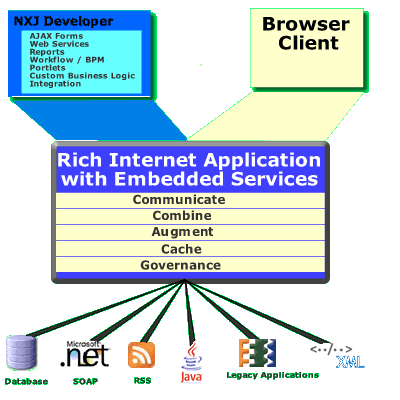 NXJ Developer
AJAX Forms
Web Services
Reports
Workflow / BPM
Portlets
Custom Business Logic
Integration
Browser
Client
Rich Internet Application
with Embedded Services
Communicate
Combine
Augment
Cache
Governance
Database
Microsoft
.net
SOAP
RSS
Java
Legacy Applications
<··/··>
XML